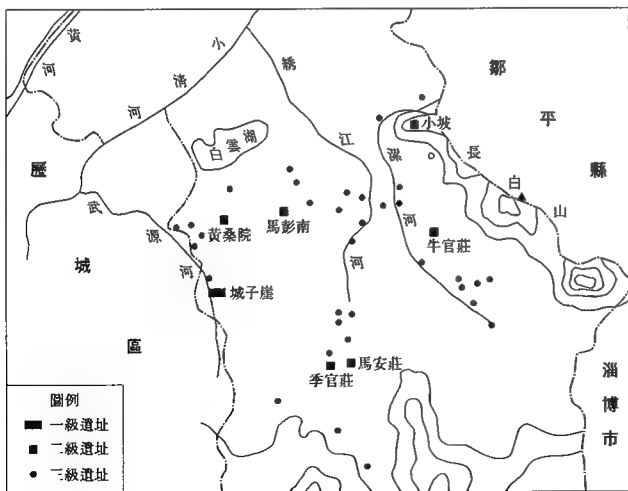 黃河
小清河
綉江河
鄒平縣
小坡
漯河
長白山
白雲湖
歷城區
武源河
黃桑院
馬彭南
牛官莊
城子崖
季官莊
馬安莊
淄博市
圖例
一級遺址
二級遺址
三級遺址